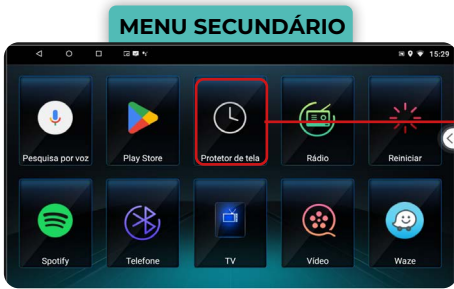 MENU SECUNDÁRIO
15:29
Pesquisa por voz
Play Store
Protetor de tela
Rádio
Reiniciar
Spotify
Telefone
TV
Vídeo
Waze